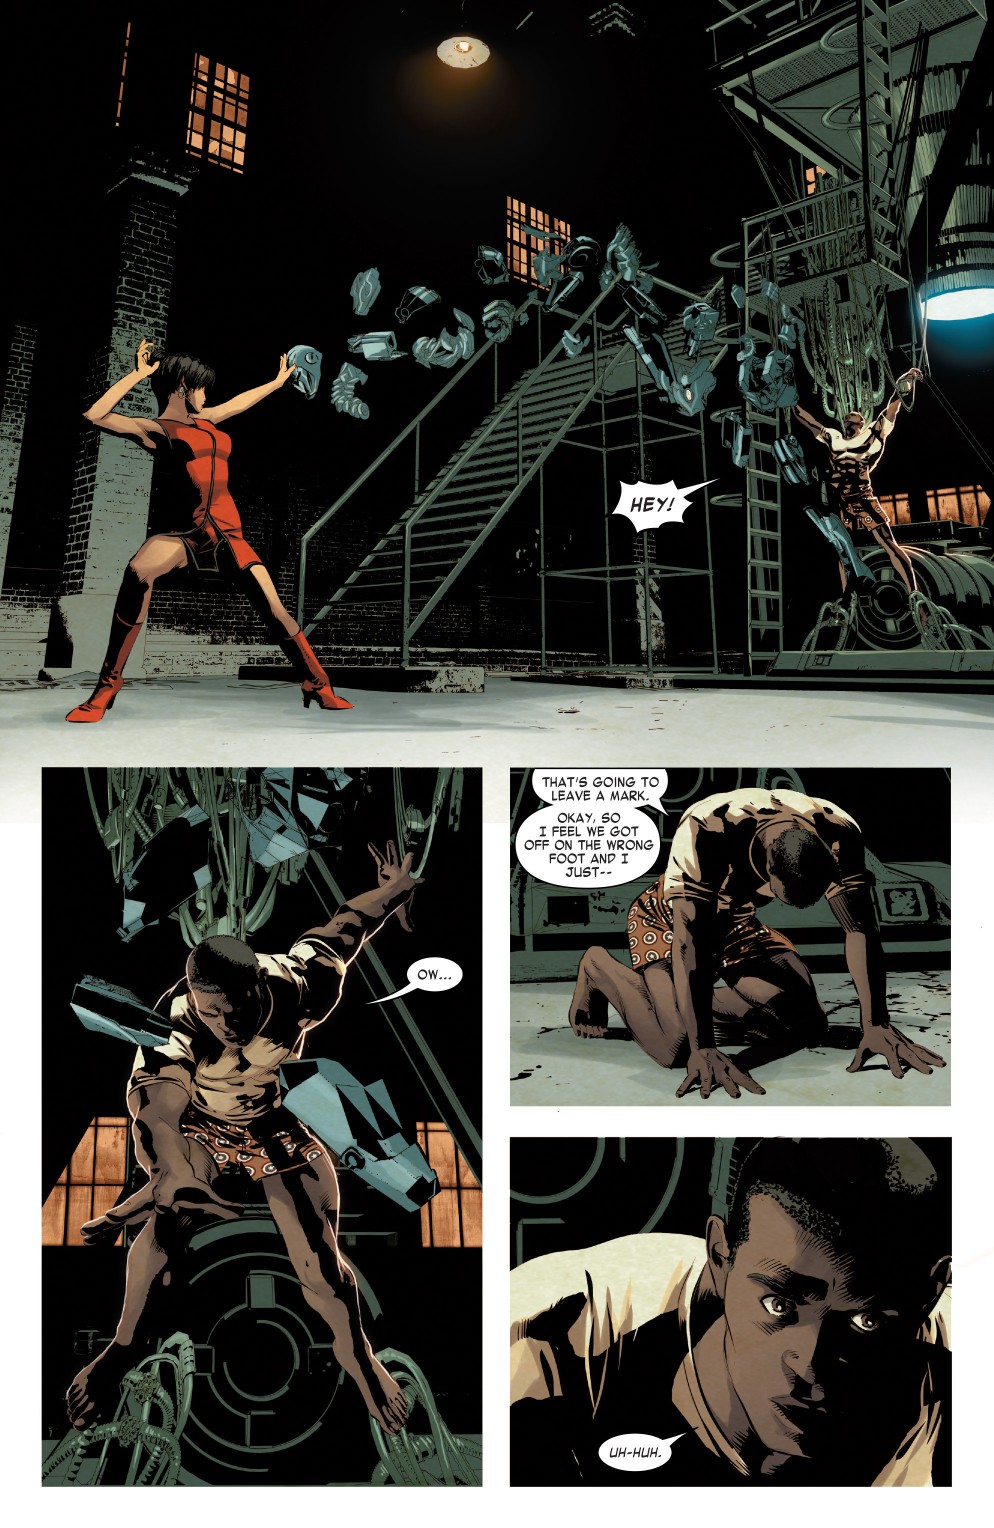 HEY!
OW...
THAT'S GOING TO
LEAVE A MARK.
OKAY, SO
I FEEL WE GOT
OFF ON THE WRONG
FOOT AND I
JUST--
UH-HUH.